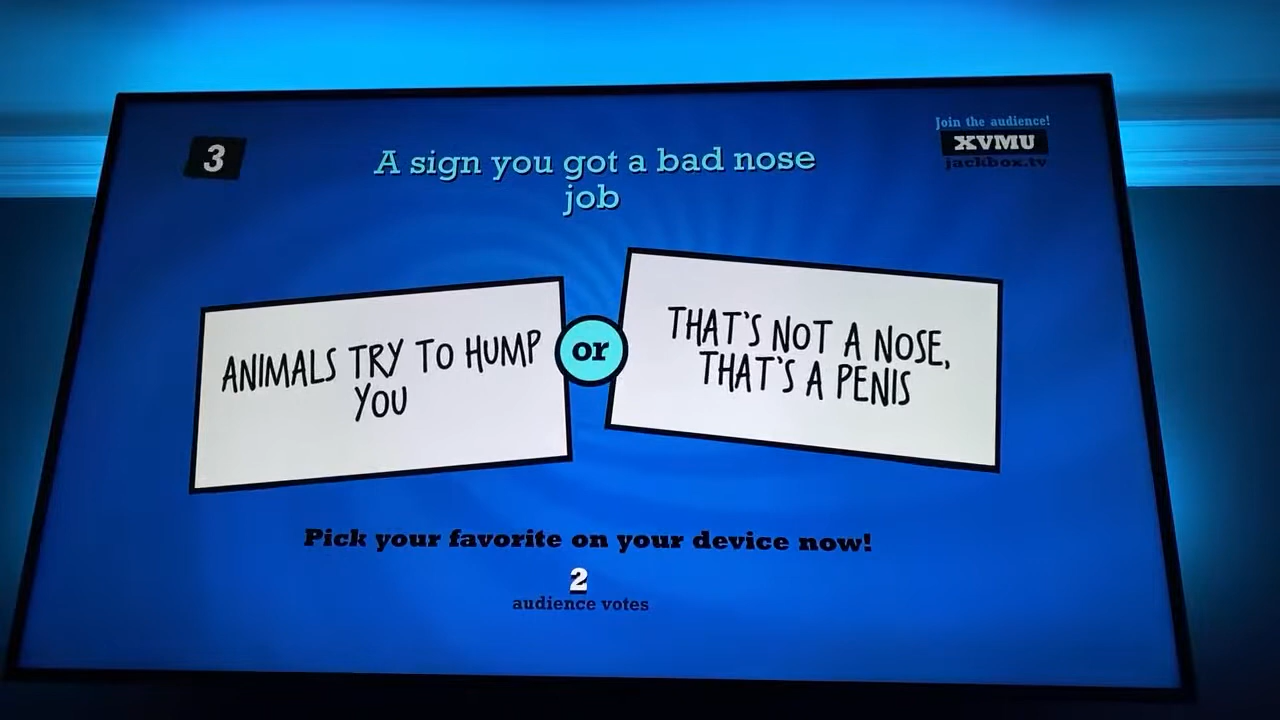 3
A sign you got a bad nose
job
Join the audience!
XVMU
jackbox.tv
ANIMALS TRY TO HUMP
YOU
or
THAT'S NOT A NOSE,
THAT'S A PENIS
Pick your favorite on your device now!
2
audience votes